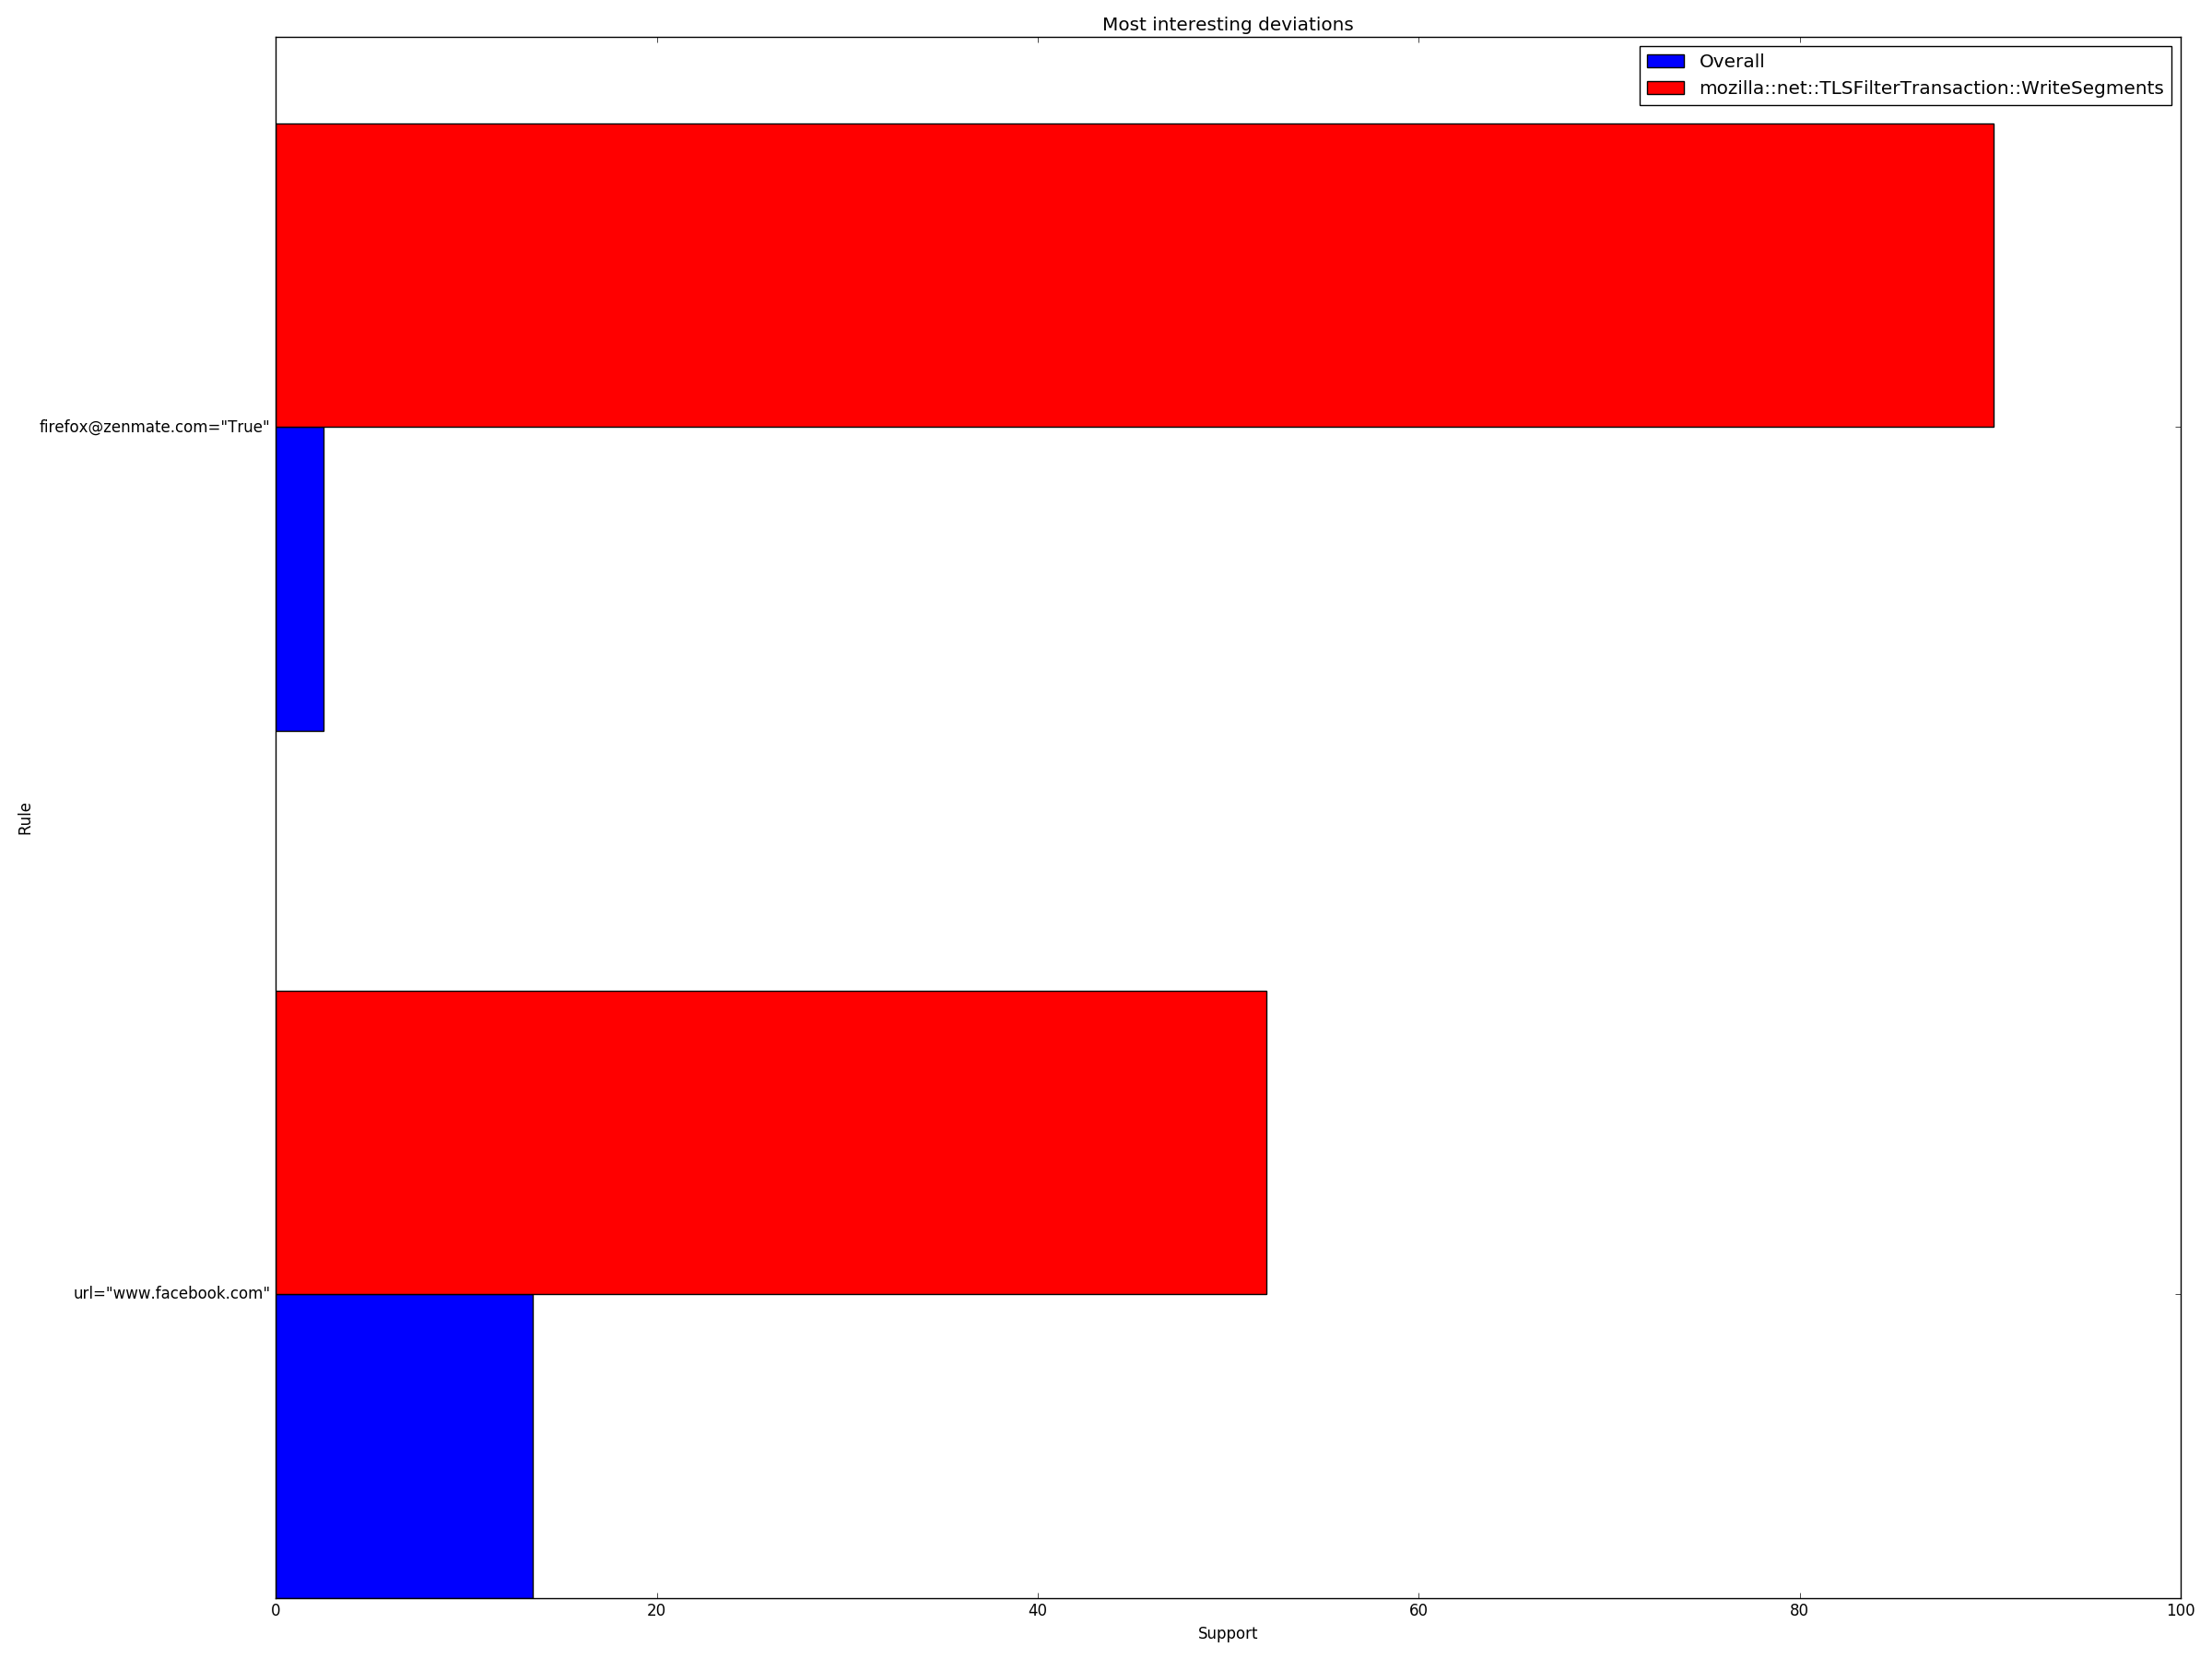 Most interesting deviations
Overall
mozilla::net::TLSFilterTransaction::WriteSegments
firefox@zenmate.com="True"
Rule
url="www.facebook.com"
0 20 40 60 80 100
Support